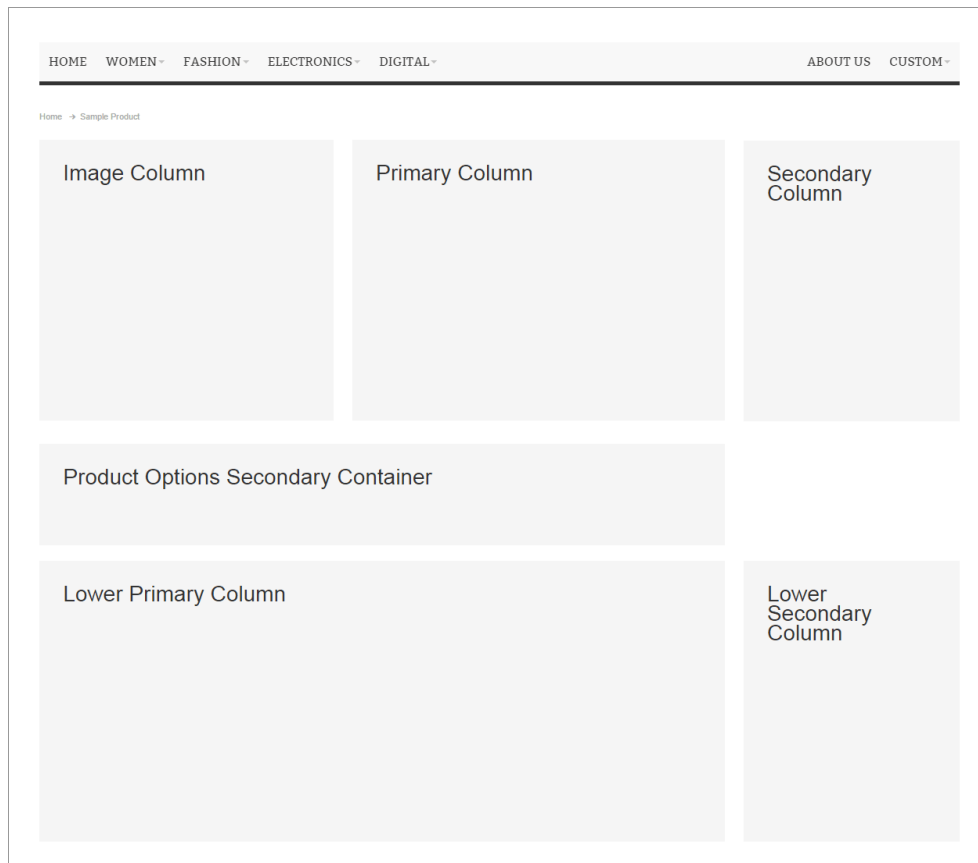 HOME WOMEN FASHION ELECTRONICS DIGITAL ABOUT US CUSTOM
Home → Sample Product
Image Column
Primary Column
Secondary
Column
Product Options Secondary Container
Lower Primary Column
Lower
Secondary
Column